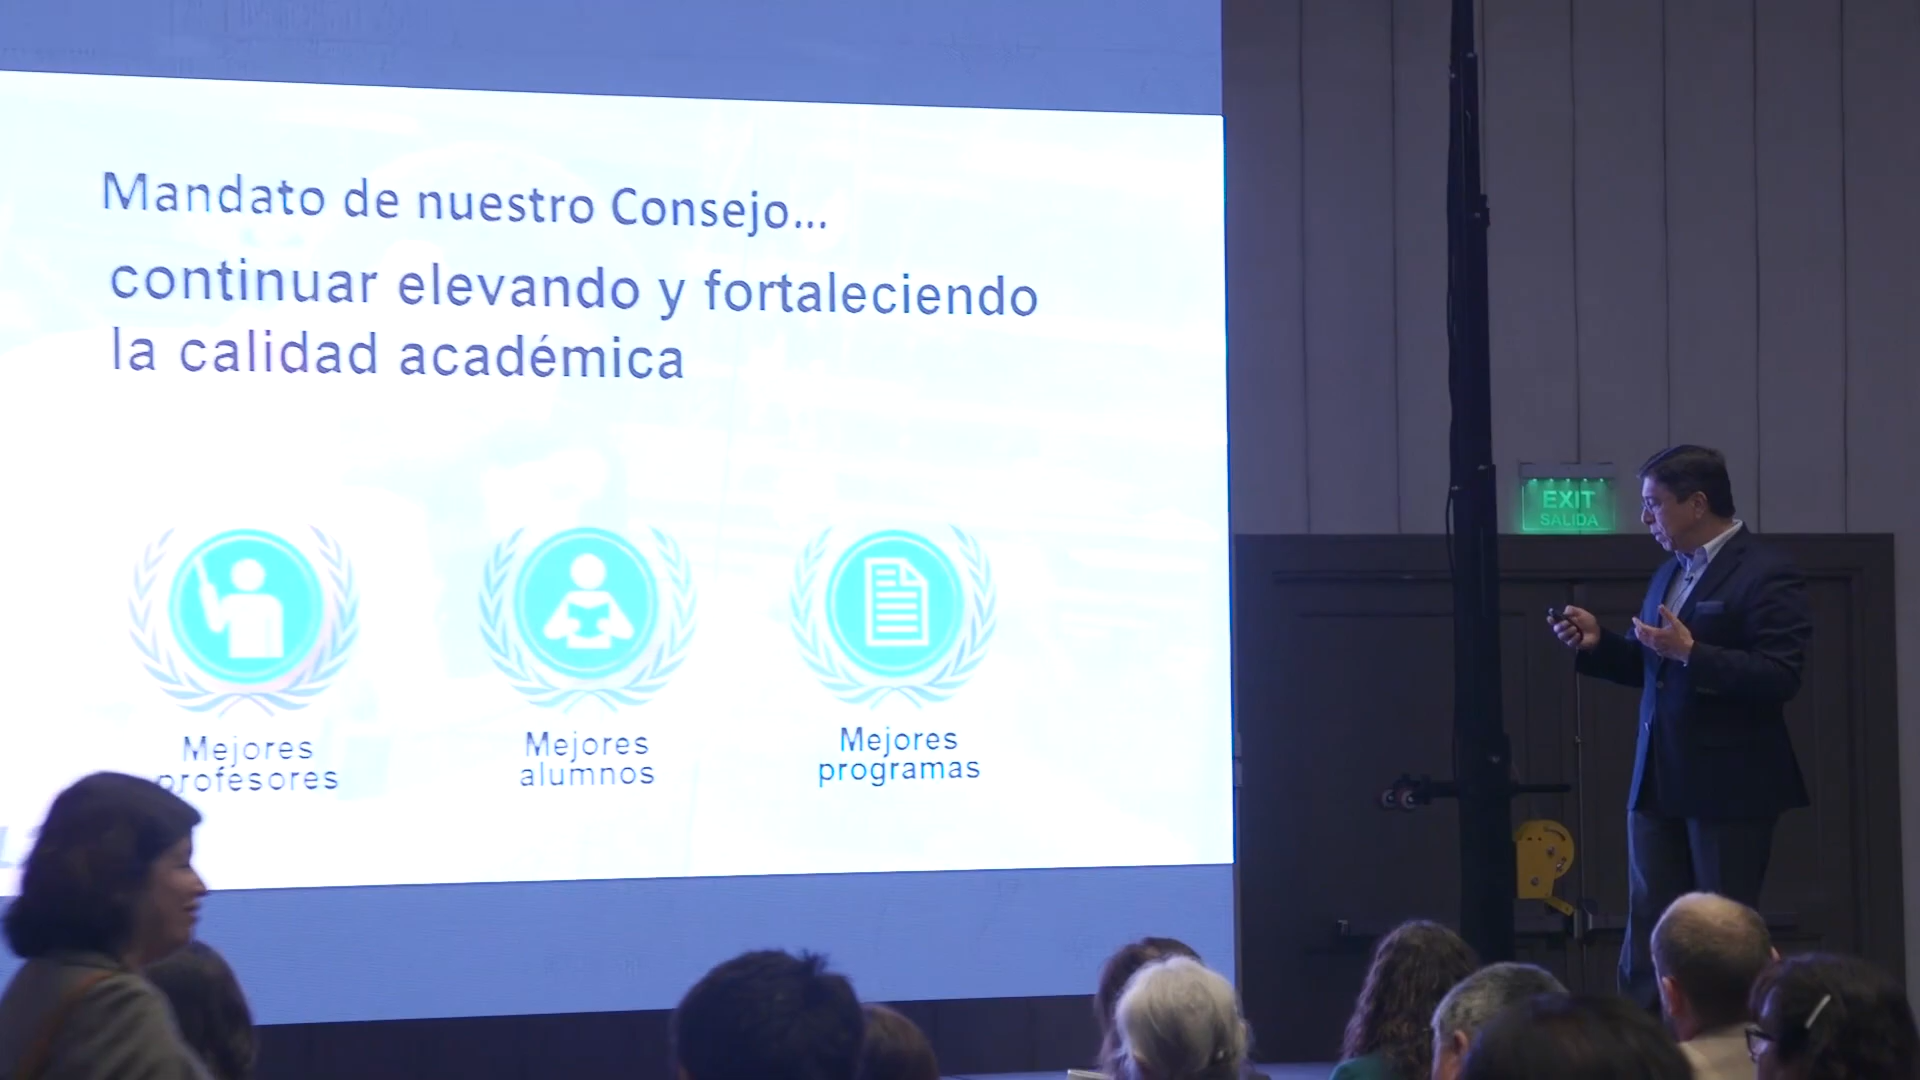 Mandato de nuestro Consejo...
continuar elevando y fortaleciendo
la calidad académica
Mejores
profesores
Mejores
alumnos
Mejores
programas
EXIT
SALIDA